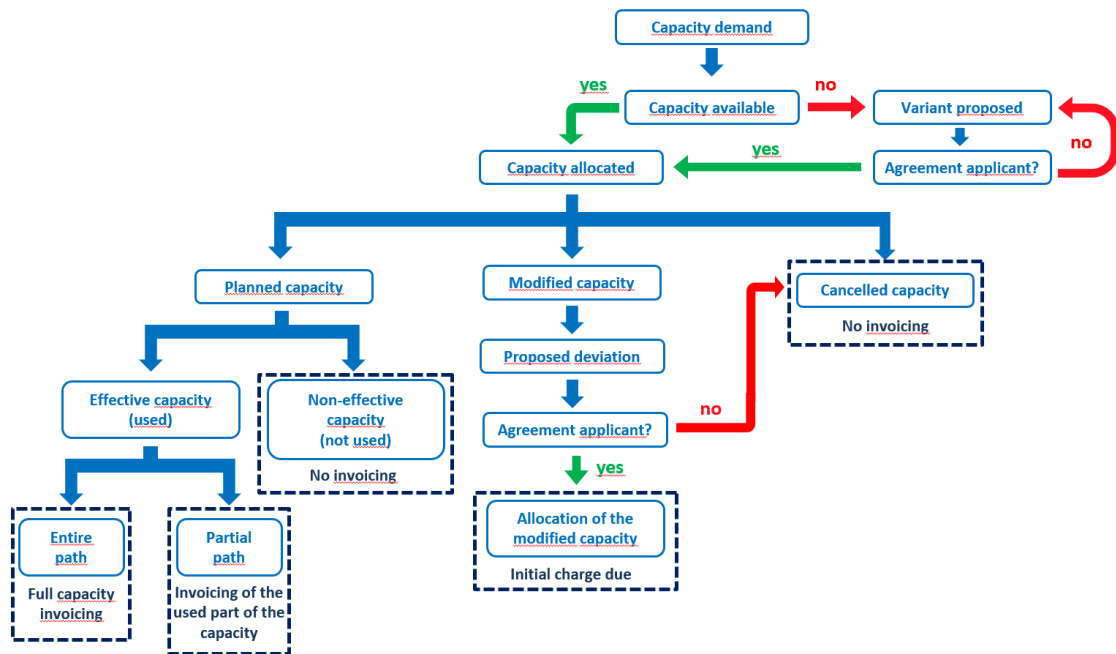 Capacity demand
yes
Capacity available
no
Variant proposed
yes
no
Capacity allocated
Agreement applicant?
Planned capacity
Modified capacity
Cancelled capacity
No invoicing
Proposed deviation
Effective capacity
(used)
Non-effective
capacity
(not used)
No invoicing
Agreement applicant?
no
yes
Entire
path
Full capacity
invoicing
Partial
path
Invoicing of the
used part of the
capacity
Allocation of the
modified capacity
Initial charge due